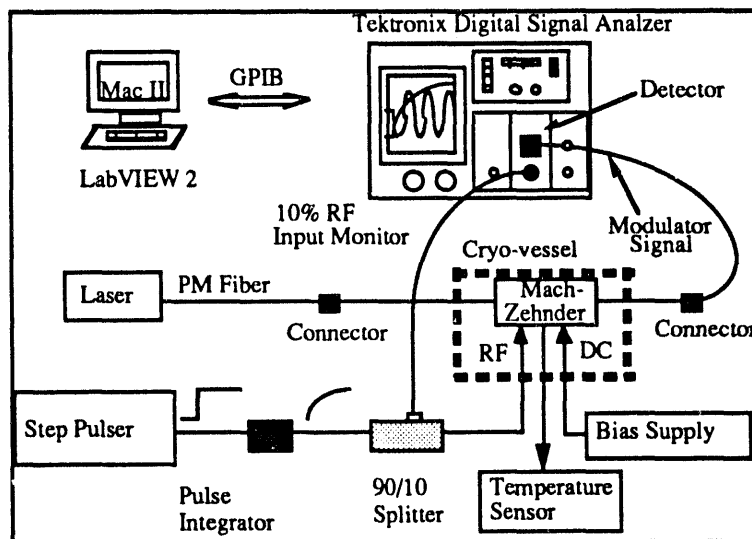 Tektronix Digital Signal Analzer
Mac II
GPIB
Detector
LabVIEW 2
10% RF
Input Monitor
Modulator
Signal
Cryo-vessel
Laser
PM Fiber
Mach-
Zehnder
Connector
Connector
RF
DC
Step Pulser
Bias Supply
Pulse
Integrator
90/10
Splitter
Temperature
Sensor